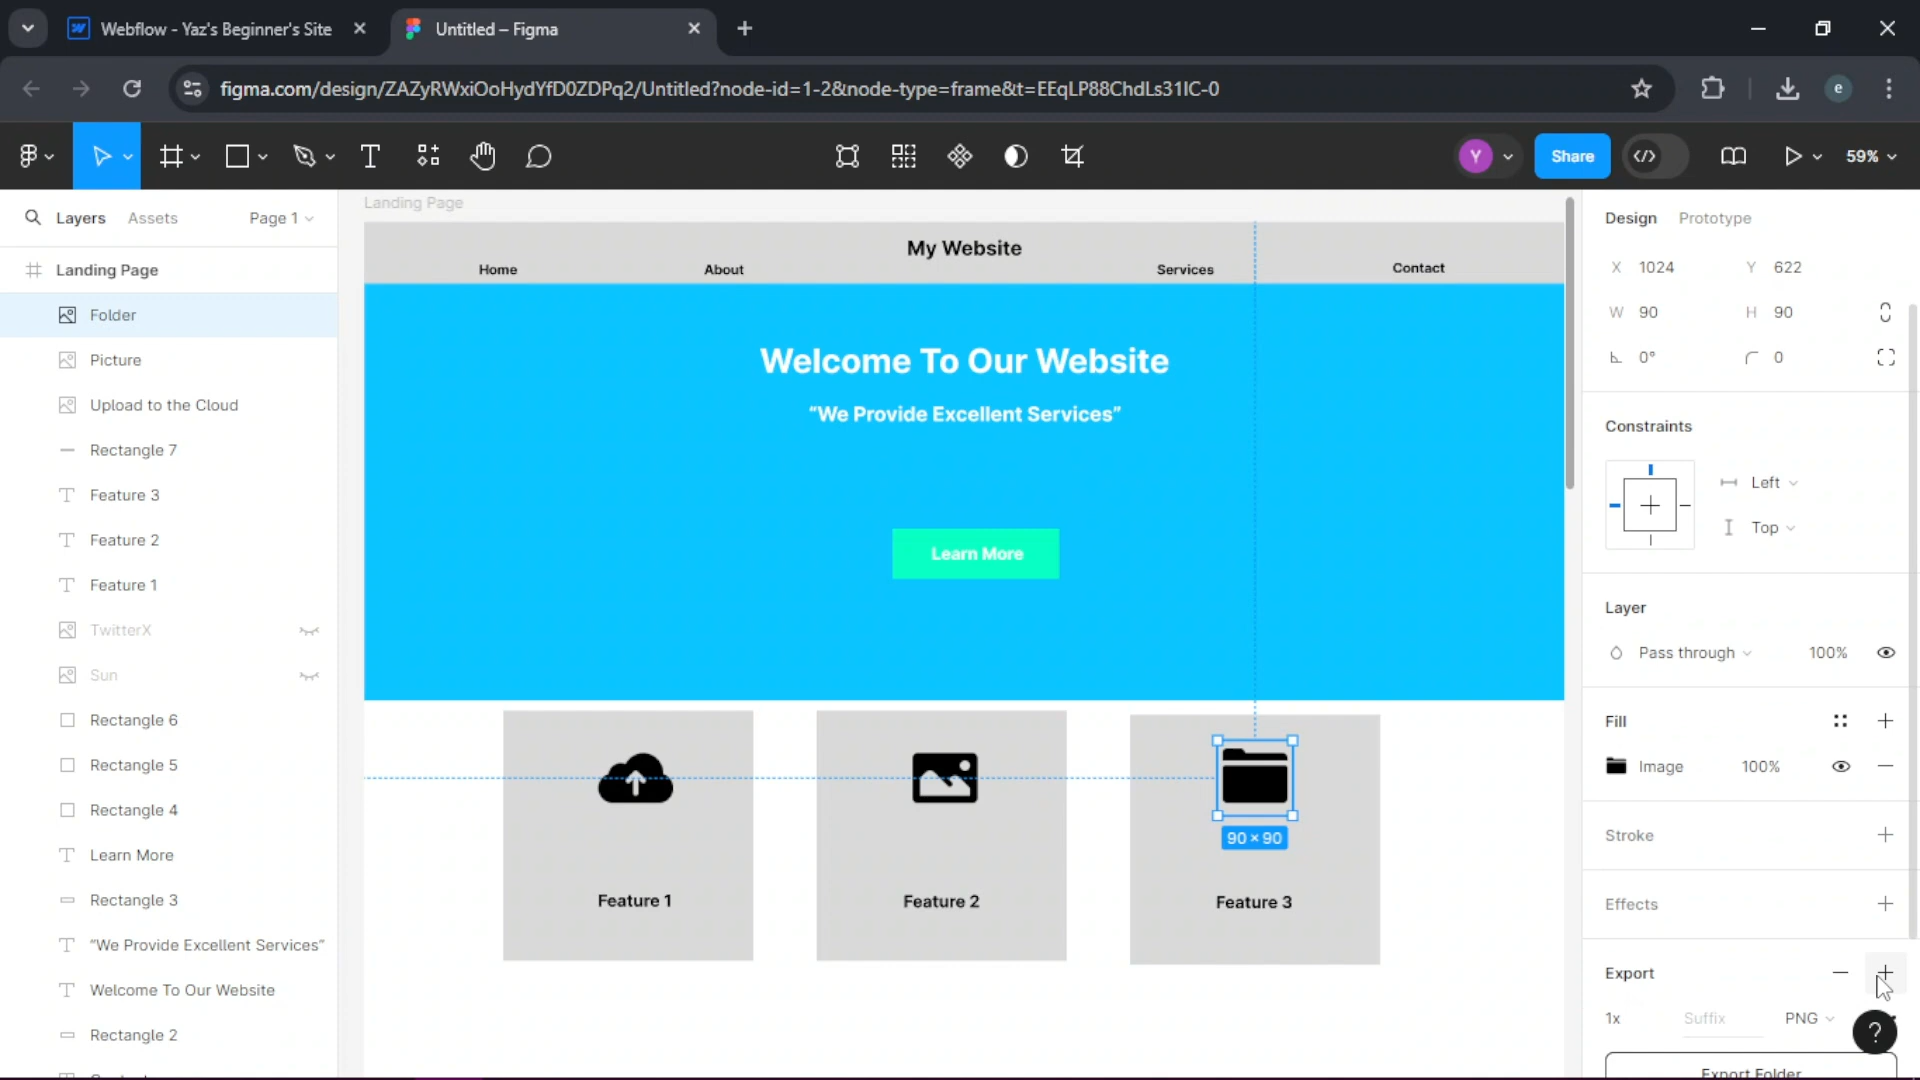 Webflow - Yaz's Beginner's Site
Untitled – Figma
figma.com/design/ZAZyRWxiOoHydYfD0ZDPq2/Untitled?node-id=1-2&node-type=frame&t=EEqLP88ChdLs31IC-0
e
Y
Share
59%
Layers
Assets
Page 1
Landing Page
Folder
Picture
Upload to the Cloud
Rectangle 7
Feature 3
Feature 2
Feature 1
TwitterX
Sun
Rectangle 6
Rectangle 5
Rectangle 4
Learn More
Rectangle 3
“We Provide Excellent Services”
Welcome To Our Website
Rectangle 2
Landing Page
My Website
Home
About
Services
Contact
Welcome To Our Website
“We Provide Excellent Services”
Learn More
90 × 90
Feature 1
Feature 2
Feature 3
Design
Prototype
X 1024
Y 622
W 90
H 90
0°
0
Constraints
Left
Top
Layer
Pass through
100%
Fill
Image
100%
Stroke
Effects
Export
1x
Suffix
PNG
?
Export Folder